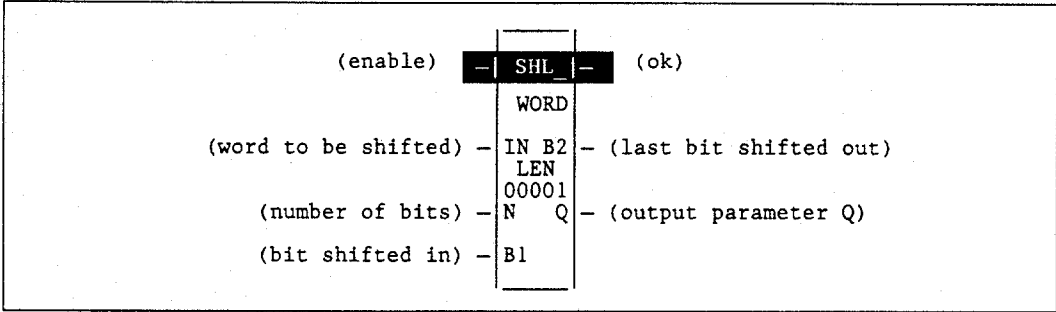 (enable) –| SHL_ |– (ok)
WORD
(word to be shifted) – IN B2 – (last bit shifted out)
LEN
00001
(number of bits) – N Q – (output parameter Q)
(bit shifted in) – B1